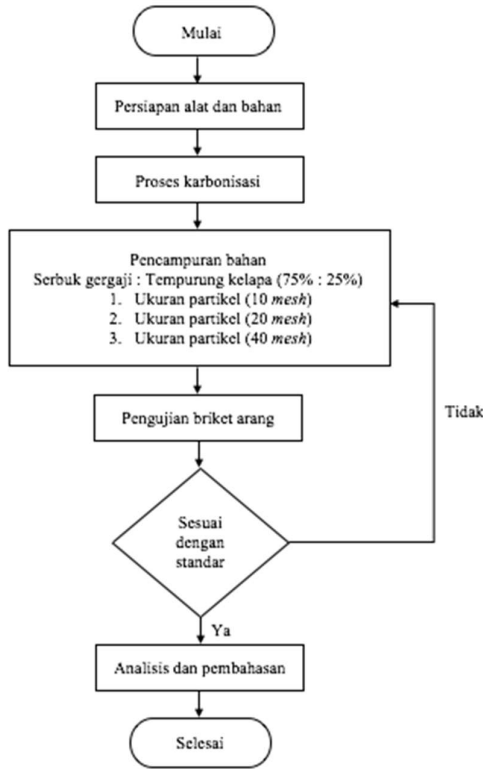 Mulai
Persiapan alat dan bahan
Proses karbonisasi
Pencampuran bahan
Serbuk gergaji : Tempurung kelapa (75% : 25%)
1. Ukuran partikel (10 mesh)
2. Ukuran partikel (20 mesh)
3. Ukuran partikel (40 mesh)
Pengujian briket arang
Tidak
Sesuai
dengan
standar
Ya
Analisis dan pembahasan
Selesai